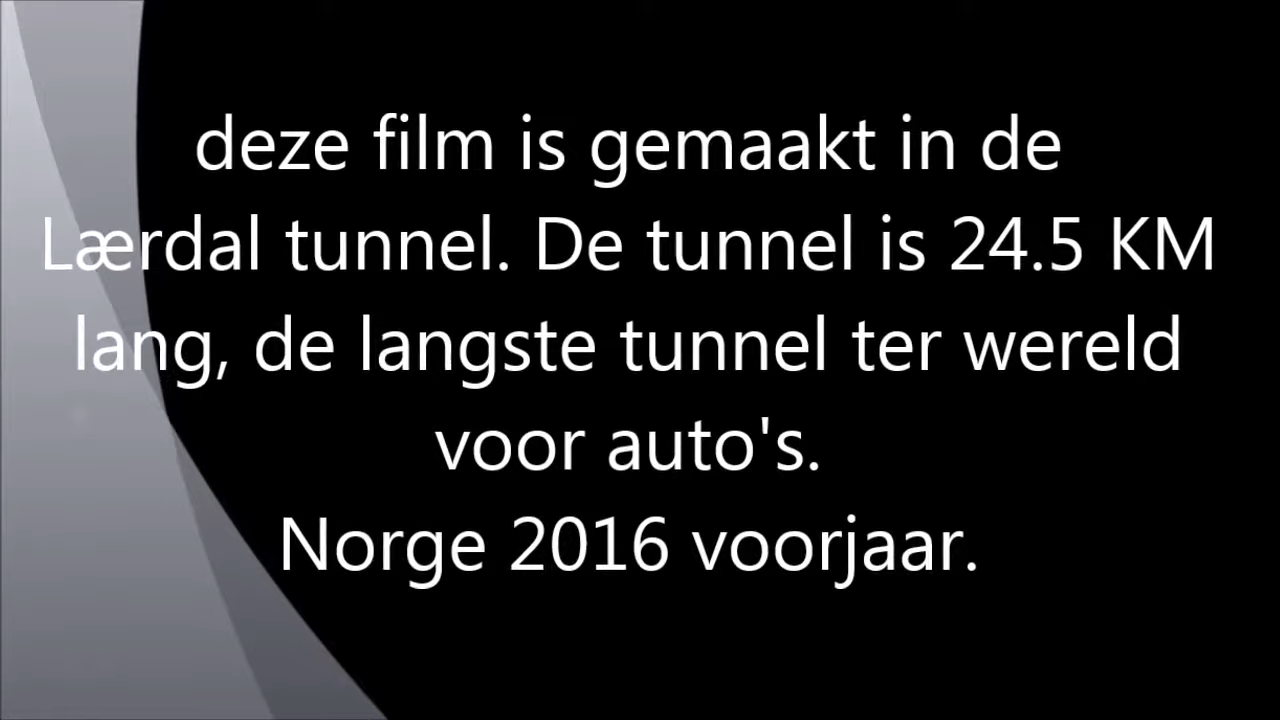 deze film is gemaakt in de
Lærdal tunnel. De tunnel is 24.5 KM
lang, de langste tunnel ter wereld
voor auto's.
Norge 2016 voorjaar.